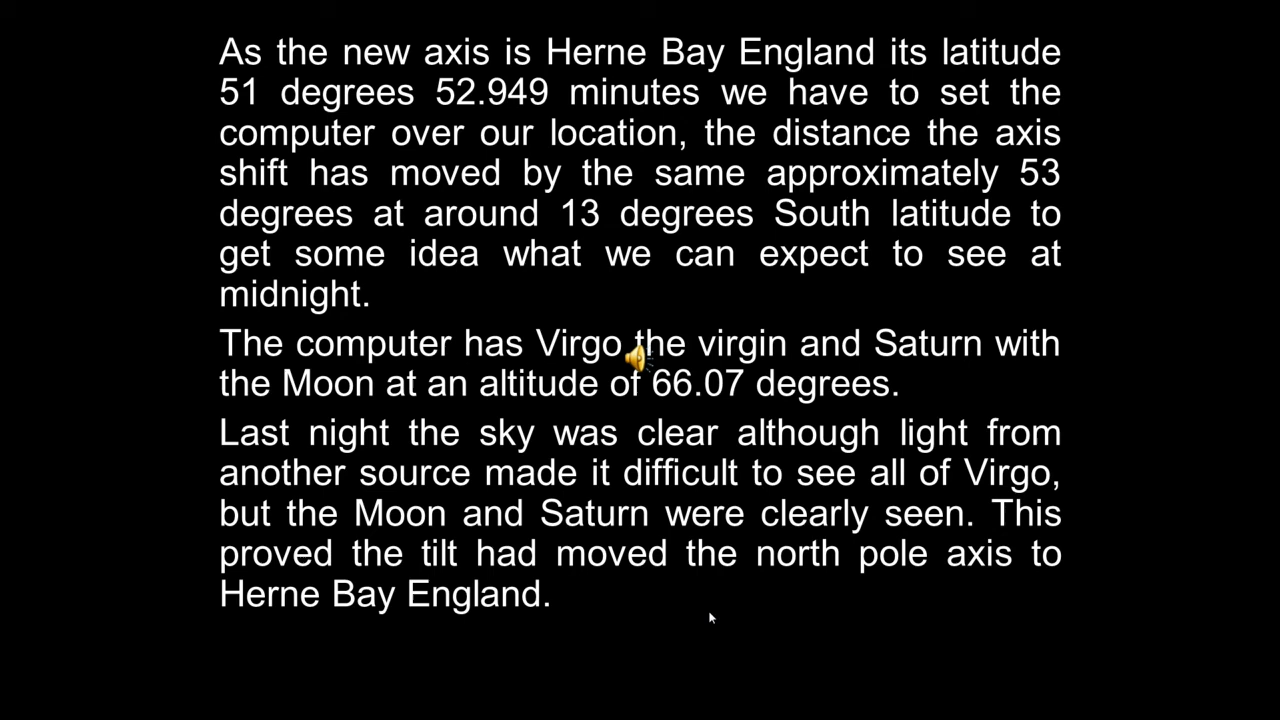 As the new axis is Herne Bay England its latitude
51 degrees 52.949 minutes we have to set the
computer over our location, the distance the axis
shift has moved by the same approximately 53
degrees at around 13 degrees South latitude to
get some idea what we can expect to see at
midnight.
The computer has Virgo the virgin and Saturn with
the Moon at an altitude of 66.07 degrees.
Last night the sky was clear although light from
another source made it difficult to see all of Virgo,
but the Moon and Saturn were clearly seen. This
proved the tilt had moved the north pole axis to
Herne Bay England.